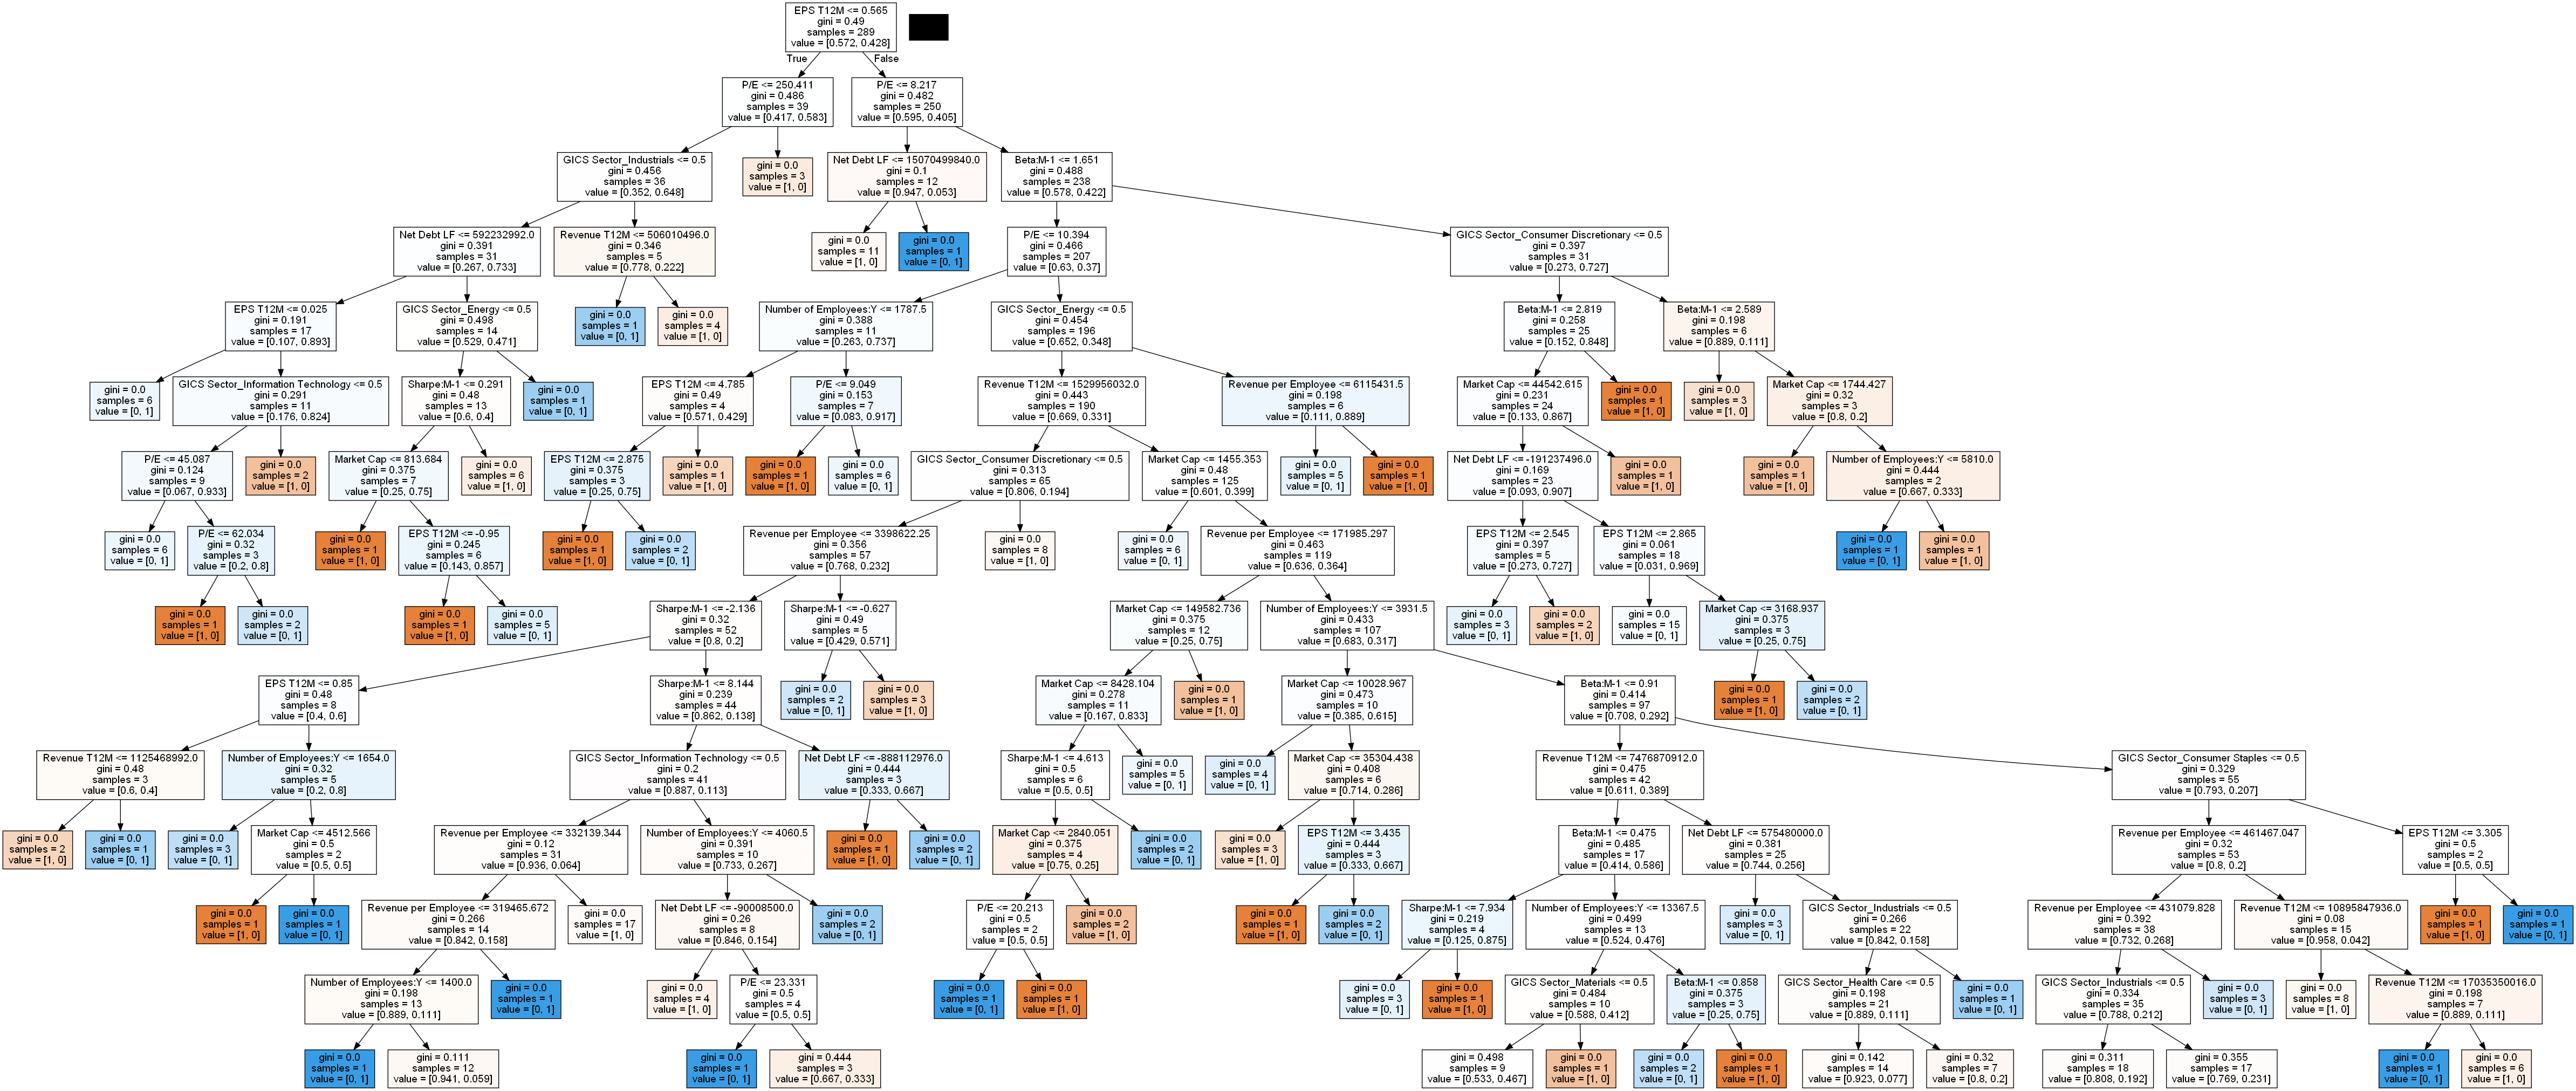 EPS T12M <= 0.565
gini = 0.49
samples = 289
value = [0.572, 0.428]
True
False
P/E <= 250.411
gini = 0.486
samples = 39
value = [0.417, 0.583]
P/E <= 8.217
gini = 0.482
samples = 250
value = [0.595, 0.405]
GICS Sector_Industrials <= 0.5
gini = 0.456
samples = 36
value = [0.352, 0.648]
gini = 0.0
samples = 3
value = [1, 0]
Net Debt LF <= 15070499840.0
gini = 0.1
samples = 12
value = [0.947, 0.053]
Beta:M-1 <= 1.651
gini = 0.488
samples = 238
value = [0.578, 0.422]
Net Debt LF <= 592232992.0
gini = 0.391
samples = 31
value = [0.267, 0.733]
Revenue T12M <= 506010496.0
gini = 0.346
samples = 5
value = [0.778, 0.222]
gini = 0.0
samples = 11
value = [1, 0]
gini = 0.0
samples = 1
value = [0, 1]
P/E <= 10.394
gini = 0.466
samples = 207
value = [0.63, 0.37]
GICS Sector_Consumer Discretionary <= 0.5
gini = 0.397
samples = 31
value = [0.273, 0.727]
EPS T12M <= 0.025
gini = 0.191
samples = 17
value = [0.107, 0.893]
GICS Sector_Energy <= 0.5
gini = 0.498
samples = 14
value = [0.529, 0.471]
gini = 0.0
samples = 1
value = [0, 1]
gini = 0.0
samples = 4
value = [1, 0]
Number of Employees:Y <= 1787.5
gini = 0.388
samples = 11
value = [0.263, 0.737]
GICS Sector_Energy <= 0.5
gini = 0.454
samples = 196
value = [0.652, 0.348]
Beta:M-1 <= 2.819
gini = 0.258
samples = 25
value = [0.152, 0.848]
Beta:M-1 <= 2.589
gini = 0.198
samples = 6
value = [0.889, 0.111]
gini = 0.0
samples = 6
value = [0, 1]
GICS Sector_Information Technology <= 0.5
gini = 0.291
samples = 11
value = [0.176, 0.824]
Sharpe:M-1 <= 0.291
gini = 0.48
samples = 13
value = [0.6, 0.4]
gini = 0.0
samples = 1
value = [0, 1]
EPS T12M <= 4.785
gini = 0.49
samples = 4
value = [0.571, 0.429]
P/E <= 9.049
gini = 0.153
samples = 7
value = [0.083, 0.917]
Revenue T12M <= 1529956032.0
gini = 0.443
samples = 190
value = [0.669, 0.331]
Revenue per Employee <= 6115431.5
gini = 0.198
samples = 6
value = [0.111, 0.889]
Market Cap <= 44542.615
gini = 0.231
samples = 24
value = [0.133, 0.867]
gini = 0.0
samples = 1
value = [1, 0]
gini = 0.0
samples = 3
value = [1, 0]
Market Cap <= 1744.427
gini = 0.32
samples = 3
value = [0.8, 0.2]
P/E <= 45.087
gini = 0.124
samples = 9
value = [0.067, 0.933]
gini = 0.0
samples = 2
value = [1, 0]
Market Cap <= 813.684
gini = 0.375
samples = 7
value = [0.25, 0.75]
gini = 0.0
samples = 6
value = [1, 0]
EPS T12M <= 2.875
gini = 0.375
samples = 3
value = [0.25, 0.75]
gini = 0.0
samples = 1
value = [1, 0]
gini = 0.0
samples = 1
value = [1, 0]
gini = 0.0
samples = 6
value = [0, 1]
GICS Sector_Consumer Discretionary <= 0.5
gini = 0.313
samples = 65
value = [0.806, 0.194]
Market Cap <= 1455.353
gini = 0.48
samples = 125
value = [0.601, 0.399]
gini = 0.0
samples = 5
value = [0, 1]
gini = 0.0
samples = 1
value = [1, 0]
Net Debt LF <= -191237496.0
gini = 0.169
samples = 23
value = [0.093, 0.907]
gini = 0.0
samples = 1
value = [1, 0]
gini = 0.0
samples = 1
value = [1, 0]
Number of Employees:Y <= 5810.0
gini = 0.444
samples = 2
value = [0.667, 0.333]
gini = 0.0
samples = 6
value = [0, 1]
P/E <= 62.034
gini = 0.32
samples = 3
value = [0.2, 0.8]
gini = 0.0
samples = 1
value = [1, 0]
EPS T12M <= -0.95
gini = 0.245
samples = 6
value = [0.143, 0.857]
gini = 0.0
samples = 1
value = [1, 0]
gini = 0.0
samples = 2
value = [0, 1]
Revenue per Employee <= 3398622.25
gini = 0.356
samples = 57
value = [0.768, 0.232]
gini = 0.0
samples = 8
value = [1, 0]
gini = 0.0
samples = 6
value = [0, 1]
Revenue per Employee <= 171985.297
gini = 0.463
samples = 119
value = [0.636, 0.364]
EPS T12M <= 2.545
gini = 0.397
samples = 5
value = [0.273, 0.727]
EPS T12M <= 2.865
gini = 0.061
samples = 18
value = [0.031, 0.969]
gini = 0.0
samples = 1
value = [0, 1]
gini = 0.0
samples = 1
value = [1, 0]
gini = 0.0
samples = 1
value = [1, 0]
gini = 0.0
samples = 2
value = [0, 1]
gini = 0.0
samples = 1
value = [1, 0]
gini = 0.0
samples = 5
value = [0, 1]
Sharpe:M-1 <= -2.136
gini = 0.32
samples = 52
value = [0.8, 0.2]
Sharpe:M-1 <= -0.627
gini = 0.49
samples = 5
value = [0.429, 0.571]
Market Cap <= 149582.736
gini = 0.375
samples = 12
value = [0.25, 0.75]
Number of Employees:Y <= 3931.5
gini = 0.433
samples = 107
value = [0.683, 0.317]
gini = 0.0
samples = 3
value = [0, 1]
gini = 0.0
samples = 2
value = [1, 0]
gini = 0.0
samples = 15
value = [0, 1]
Market Cap <= 3168.937
gini = 0.375
samples = 3
value = [0.25, 0.75]
EPS T12M <= 0.85
gini = 0.48
samples = 8
value = [0.4, 0.6]
Sharpe:M-1 <= 8.144
gini = 0.239
samples = 44
value = [0.862, 0.138]
gini = 0.0
samples = 2
value = [0, 1]
gini = 0.0
samples = 3
value = [1, 0]
Market Cap <= 8428.104
gini = 0.278
samples = 11
value = [0.167, 0.833]
gini = 0.0
samples = 1
value = [1, 0]
Market Cap <= 10028.967
gini = 0.473
samples = 10
value = [0.385, 0.615]
Beta:M-1 <= 0.91
gini = 0.414
samples = 97
value = [0.708, 0.292]
gini = 0.0
samples = 1
value = [1, 0]
gini = 0.0
samples = 2
value = [0, 1]
Revenue T12M <= 1125468992.0
gini = 0.48
samples = 3
value = [0.6, 0.4]
Number of Employees:Y <= 1654.0
gini = 0.32
samples = 5
value = [0.2, 0.8]
GICS Sector_Information Technology <= 0.5
gini = 0.2
samples = 41
value = [0.887, 0.113]
Net Debt LF <= -888112976.0
gini = 0.444
samples = 3
value = [0.333, 0.667]
Sharpe:M-1 <= 4.613
gini = 0.5
samples = 6
value = [0.5, 0.5]
gini = 0.0
samples = 5
value = [0, 1]
gini = 0.0
samples = 4
value = [0, 1]
Market Cap <= 35304.438
gini = 0.408
samples = 6
value = [0.714, 0.286]
Revenue T12M <= 7476870912.0
gini = 0.475
samples = 42
value = [0.611, 0.389]
GICS Sector_Consumer Staples <= 0.5
gini = 0.329
samples = 55
value = [0.793, 0.207]
gini = 0.0
samples = 2
value = [1, 0]
gini = 0.0
samples = 1
value = [0, 1]
gini = 0.0
samples = 3
value = [0, 1]
Market Cap <= 4512.566
gini = 0.5
samples = 2
value = [0.5, 0.5]
Revenue per Employee <= 332139.344
gini = 0.12
samples = 31
value = [0.936, 0.064]
Number of Employees:Y <= 4060.5
gini = 0.391
samples = 10
value = [0.733, 0.267]
gini = 0.0
samples = 1
value = [1, 0]
gini = 0.0
samples = 2
value = [0, 1]
Market Cap <= 2840.051
gini = 0.375
samples = 4
value = [0.75, 0.25]
gini = 0.0
samples = 2
value = [0, 1]
gini = 0.0
samples = 3
value = [1, 0]
EPS T12M <= 3.435
gini = 0.444
samples = 3
value = [0.333, 0.667]
Beta:M-1 <= 0.475
gini = 0.485
samples = 17
value = [0.414, 0.586]
Net Debt LF <= 575480000.0
gini = 0.381
samples = 25
value = [0.744, 0.256]
Revenue per Employee <= 461467.047
gini = 0.32
samples = 53
value = [0.8, 0.2]
EPS T12M <= 3.305
gini = 0.5
samples = 2
value = [0.5, 0.5]
gini = 0.0
samples = 1
value = [1, 0]
gini = 0.0
samples = 1
value = [0, 1]
Revenue per Employee <= 319465.672
gini = 0.266
samples = 14
value = [0.842, 0.158]
gini = 0.0
samples = 17
value = [1, 0]
Net Debt LF <= -90008500.0
gini = 0.26
samples = 8
value = [0.846, 0.154]
gini = 0.0
samples = 2
value = [0, 1]
P/E <= 20.213
gini = 0.5
samples = 2
value = [0.5, 0.5]
gini = 0.0
samples = 2
value = [1, 0]
gini = 0.0
samples = 1
value = [1, 0]
gini = 0.0
samples = 2
value = [0, 1]
Sharpe:M-1 <= 7.934
gini = 0.219
samples = 4
value = [0.125, 0.875]
Number of Employees:Y <= 13367.5
gini = 0.499
samples = 13
value = [0.524, 0.476]
gini = 0.0
samples = 3
value = [0, 1]
GICS Sector_Industrials <= 0.5
gini = 0.266
samples = 22
value = [0.842, 0.158]
Revenue per Employee <= 431079.828
gini = 0.392
samples = 38
value = [0.732, 0.268]
Revenue T12M <= 10895847936.0
gini = 0.08
samples = 15
value = [0.958, 0.042]
gini = 0.0
samples = 1
value = [1, 0]
gini = 0.0
samples = 1
value = [0, 1]
Number of Employees:Y <= 1400.0
gini = 0.198
samples = 13
value = [0.889, 0.111]
gini = 0.0
samples = 1
value = [0, 1]
gini = 0.0
samples = 4
value = [1, 0]
P/E <= 23.331
gini = 0.5
samples = 4
value = [0.5, 0.5]
gini = 0.0
samples = 1
value = [0, 1]
gini = 0.0
samples = 1
value = [1, 0]
gini = 0.0
samples = 3
value = [0, 1]
gini = 0.0
samples = 1
value = [1, 0]
GICS Sector_Materials <= 0.5
gini = 0.484
samples = 10
value = [0.588, 0.412]
Beta:M-1 <= 0.858
gini = 0.375
samples = 3
value = [0.25, 0.75]
GICS Sector_Health Care <= 0.5
gini = 0.198
samples = 21
value = [0.889, 0.111]
gini = 0.0
samples = 1
value = [0, 1]
GICS Sector_Industrials <= 0.5
gini = 0.334
samples = 35
value = [0.788, 0.212]
gini = 0.0
samples = 3
value = [0, 1]
gini = 0.0
samples = 8
value = [1, 0]
Revenue T12M <= 17035350016.0
gini = 0.198
samples = 7
value = [0.889, 0.111]
gini = 0.0
samples = 1
value = [0, 1]
gini = 0.111
samples = 12
value = [0.941, 0.059]
gini = 0.0
samples = 1
value = [0, 1]
gini = 0.444
samples = 3
value = [0.667, 0.333]
gini = 0.498
samples = 9
value = [0.533, 0.467]
gini = 0.0
samples = 1
value = [1, 0]
gini = 0.0
samples = 2
value = [0, 1]
gini = 0.0
samples = 1
value = [1, 0]
gini = 0.142
samples = 14
value = [0.923, 0.077]
gini = 0.32
samples = 7
value = [0.8, 0.2]
gini = 0.311
samples = 18
value = [0.808, 0.192]
gini = 0.355
samples = 17
value = [0.769, 0.231]
gini = 0.0
samples = 1
value = [0, 1]
gini = 0.0
samples = 6
value = [1, 0]